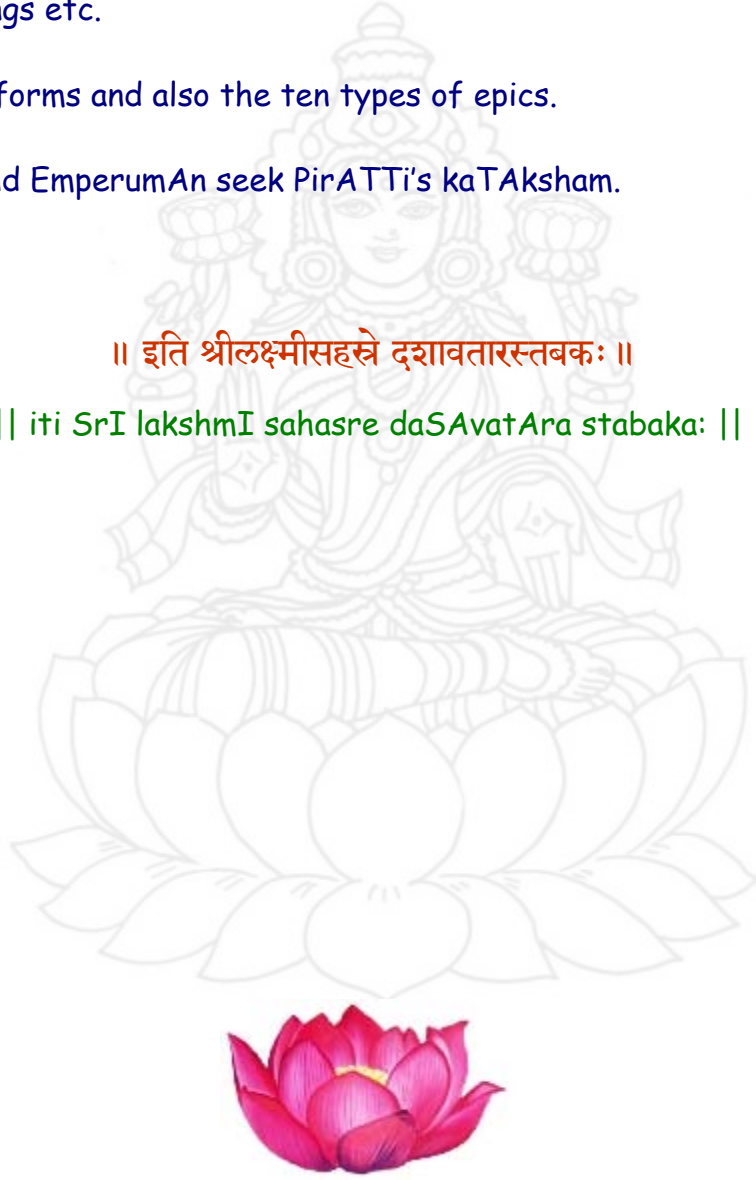 ngs etc.
forms and also the ten types of epics.
d EmperumAn seek PirATTi's kaTAksham.
॥ इति श्रीलक्ष्मीसहस्रे दशावतारस्तबकः ॥
|| iti SrI lakshmI sahasre daSAvatAra stabaka: ||